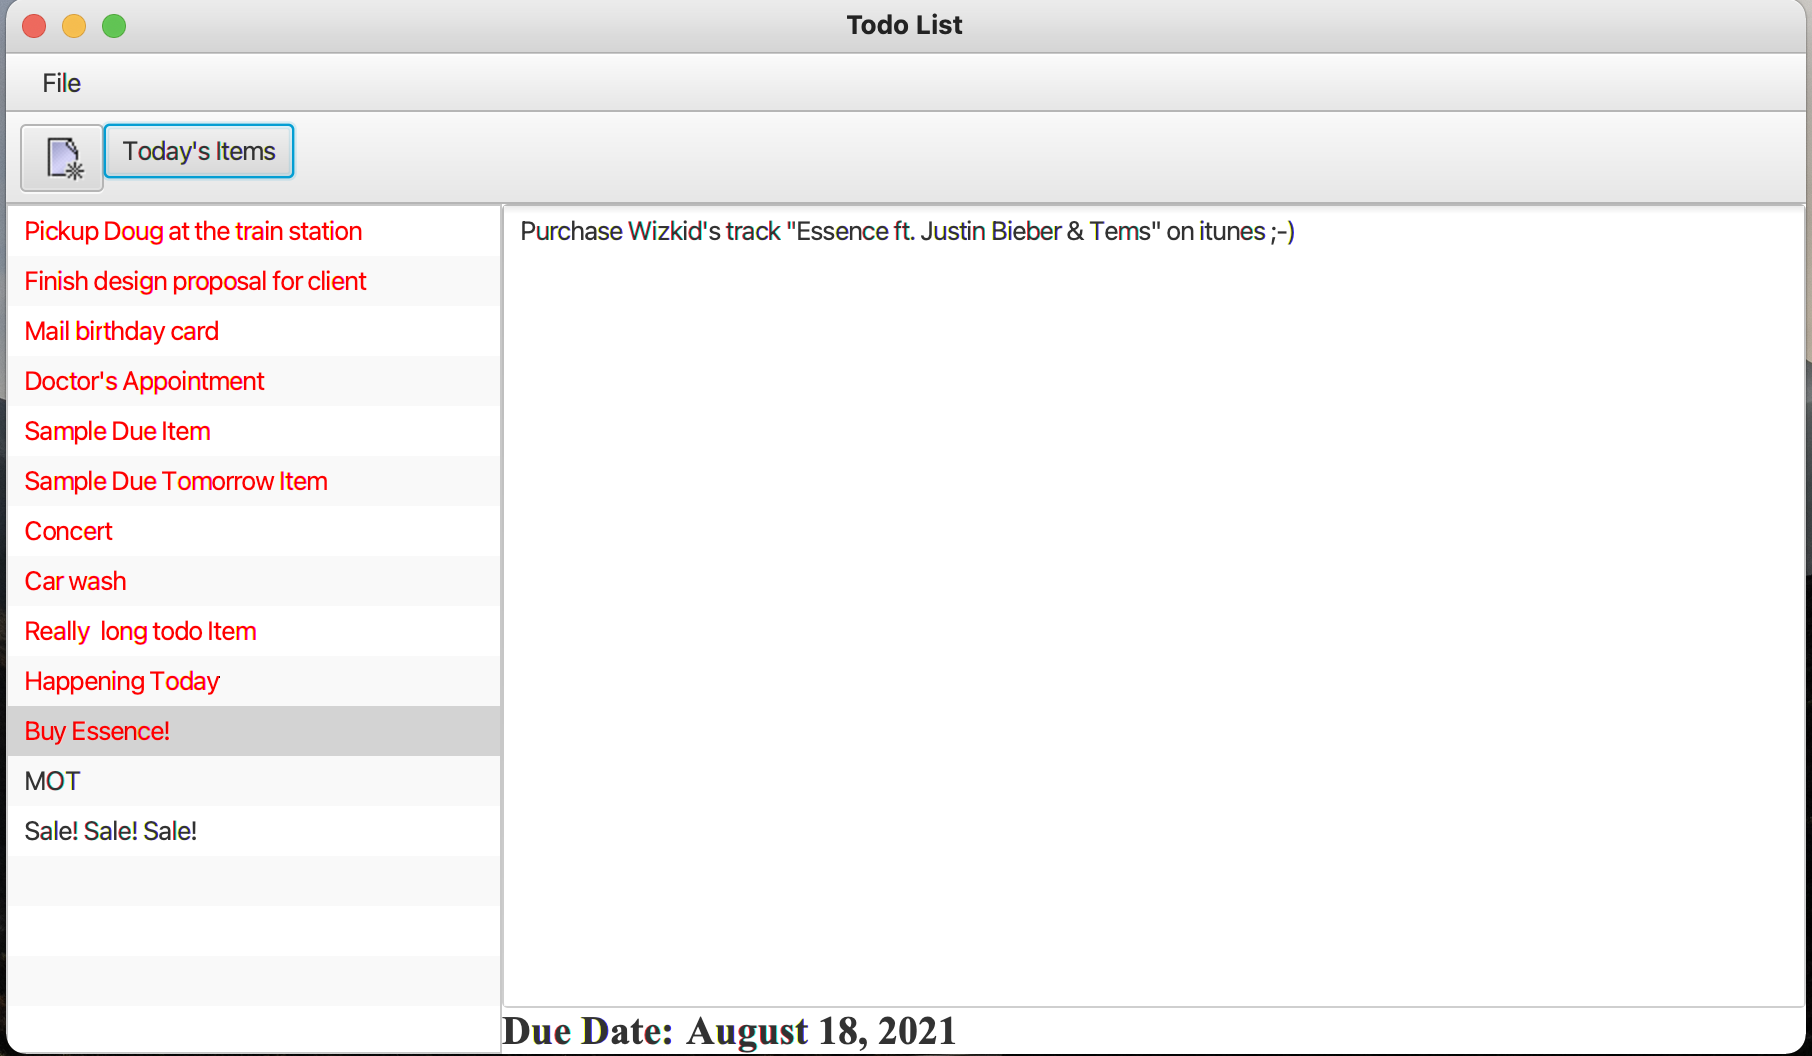 Todo List
File
Today's Items
Pickup Doug at the train station
Finish design proposal for client
Mail birthday card
Doctor's Appointment
Sample Due Item
Sample Due Tomorrow Item
Concert
Car wash
Really  long todo Item
Happening Today
Buy Essence!
MOT
Sale! Sale! Sale!
Purchase Wizkid's track "Essence ft. Justin Bieber & Tems" on itunes ;-)
Due Date: August 18, 2021